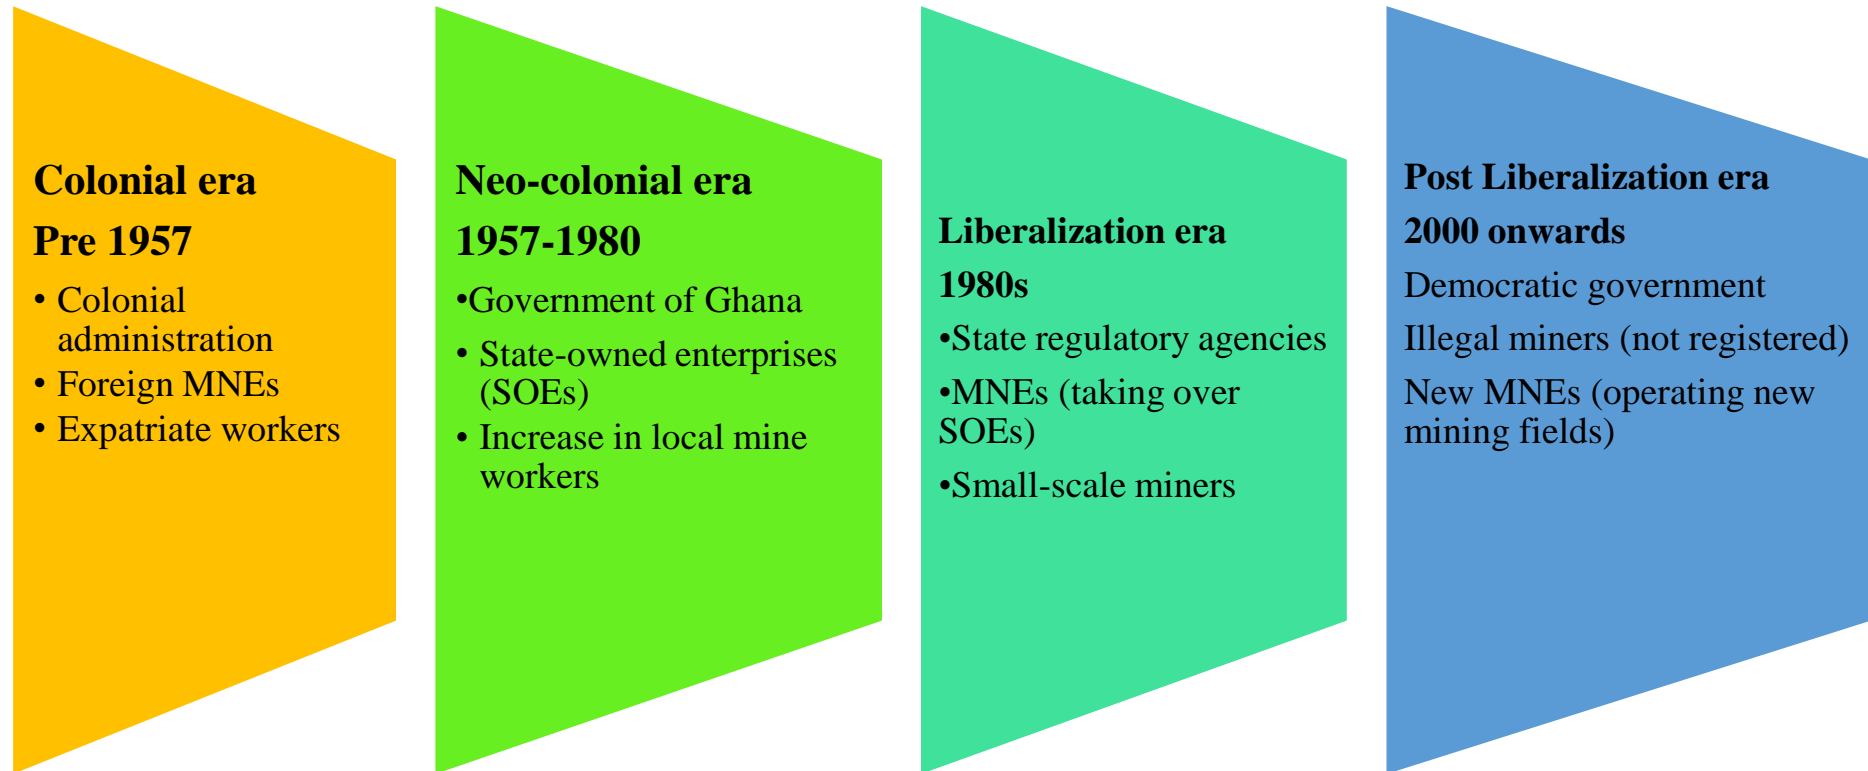 Colonial era
Pre 1957
• Colonial
administration
• Foreign MNEs
• Expatriate workers
Neo-colonial era
1957-1980
•Government of Ghana
• State-owned enterprises
(SOEs)
• Increase in local mine
workers
Liberalization era
1980s
•State regulatory agencies
•MNEs (taking over
SOEs)
•Small-scale miners
Post Liberalization era
2000 onwards
Democratic government
Illegal miners (not registered)
New MNEs (operating new
mining fields)